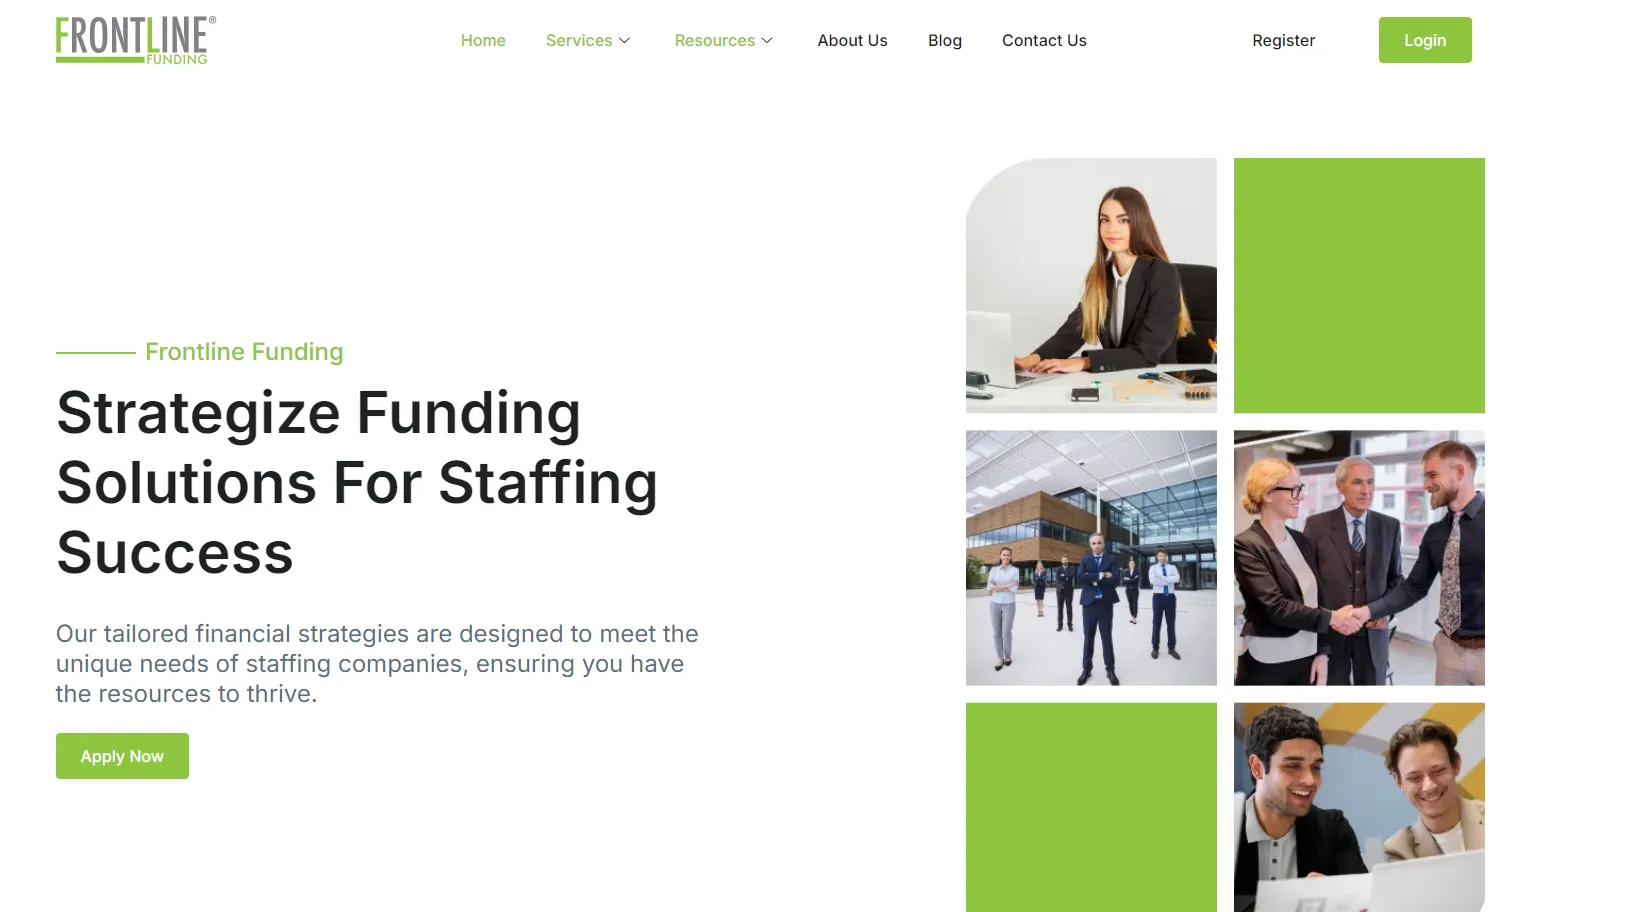 FRONTLINE®
FUNDING
Home
Services
Resources
About Us
Blog
Contact Us
Register
Login
Frontline Funding
Strategize Funding
Solutions For Staffing
Success
Our tailored financial strategies are designed to meet the
unique needs of staffing companies, ensuring you have
the resources to thrive.
Apply Now